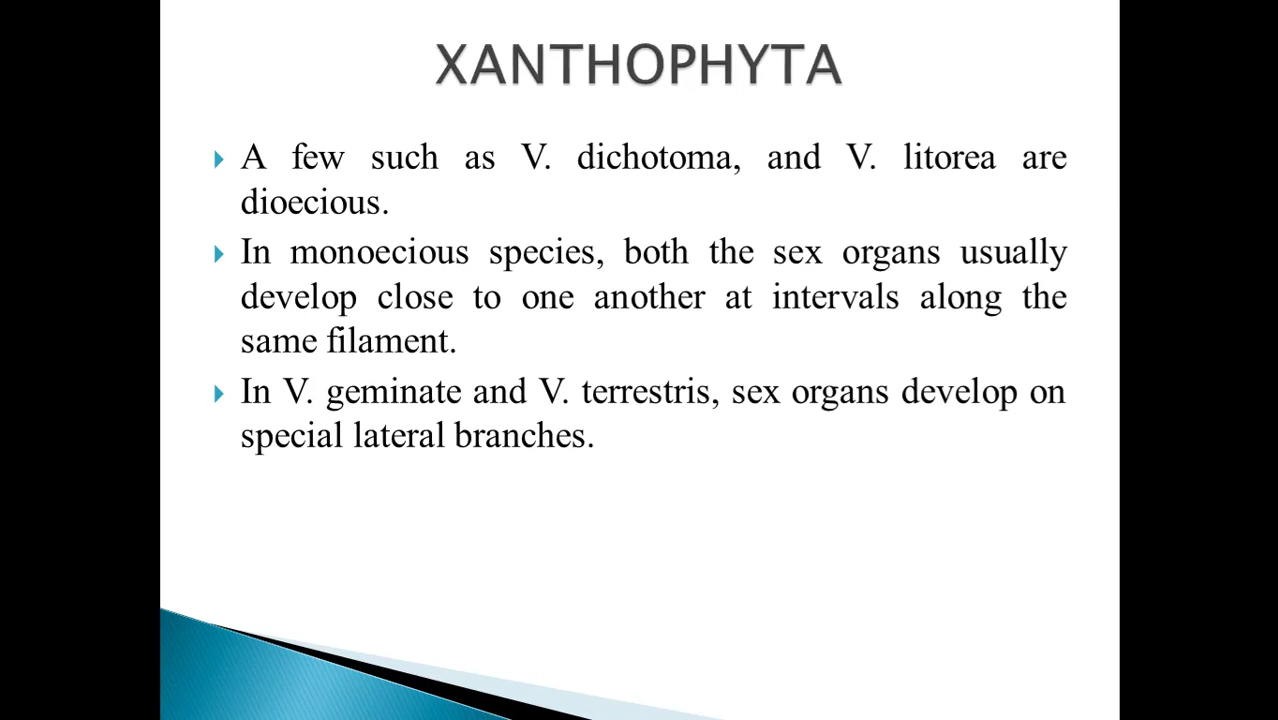 XANTHOPHYTA
A few such as V. dichotoma, and V. litorea are
dioecious.
In monoecious species, both the sex organs usually
develop close to one another at intervals along the
same filament.
In V. geminate and V. terrestris, sex organs develop on
special lateral branches.